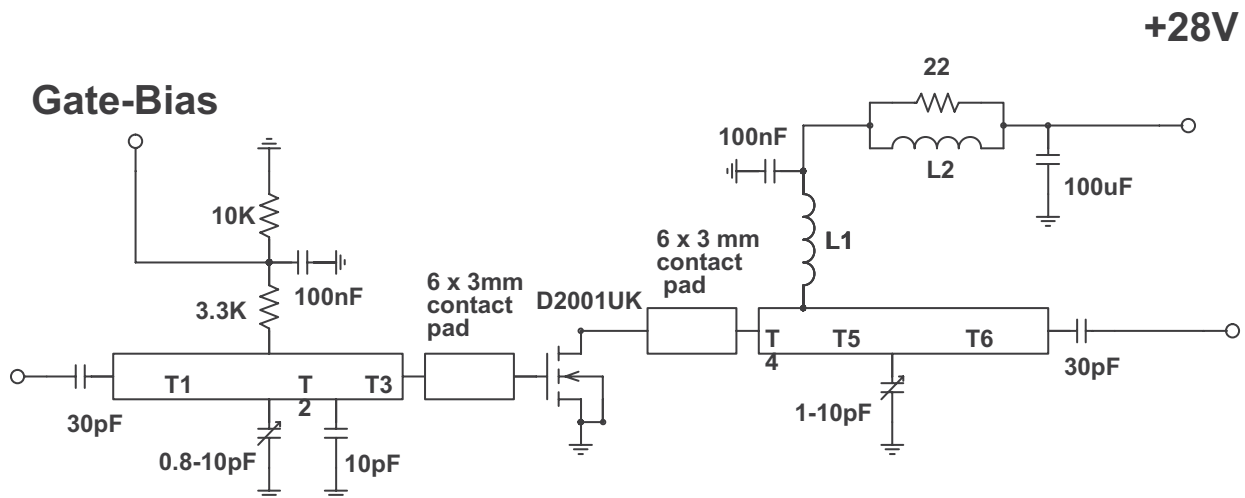 +28V
22
Gate-Bias
100nF
L2
100uF
10K
6 x 3 mm
contact
pad
L1
100nF
6 x 3mm
contact
pad
D2001UK
3.3K
T
4
T5
T6
30pF
T1
T
2
T3
30pF
1-10pF
0.8-10pF
10pF